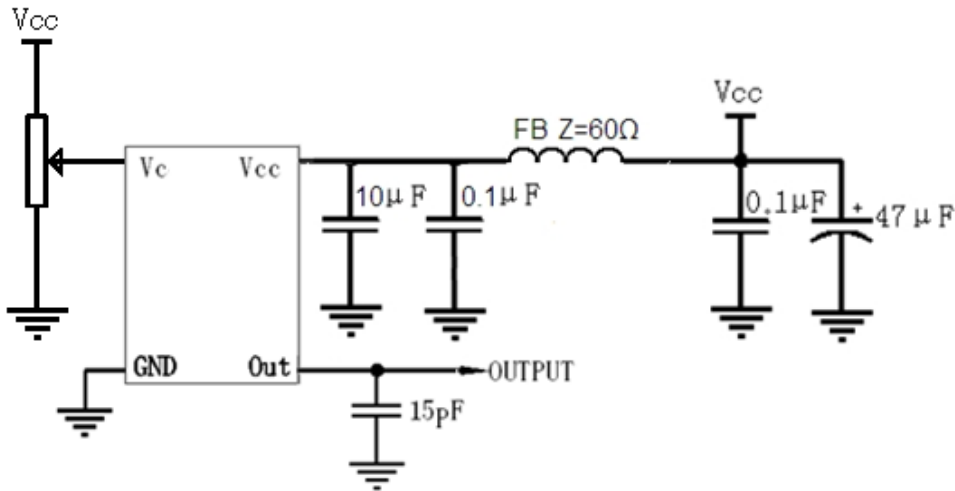 Vcc
Vcc
FB Z=60Ω
Vc
Vcc
10μF
0.1μF
0.1μF
+
47μF
GND
Out
OUTPUT
15pF